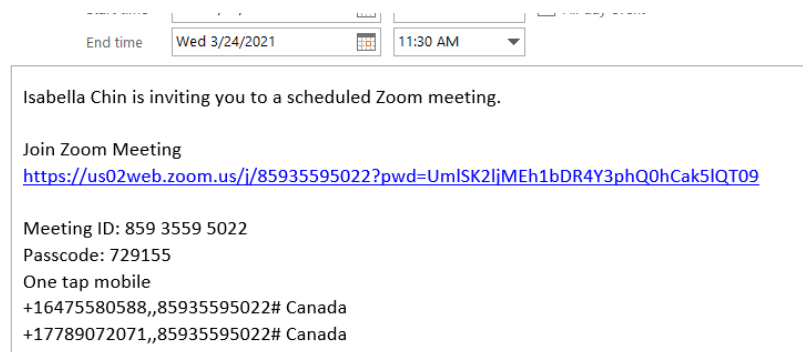 End time Wed 3/24/2021 11:30 AM
Isabella Chin is inviting you to a scheduled Zoom meeting.
Join Zoom Meeting
https://us02web.zoom.us/j/85935595022?pwd=UmlSK2ljMEh1bDR4Y3phQ0hCak5lQT09
Meeting ID: 859 3559 5022
Passcode: 729155
One tap mobile
+16475580588,,85935595022# Canada
+17789072071,,85935595022# Canada